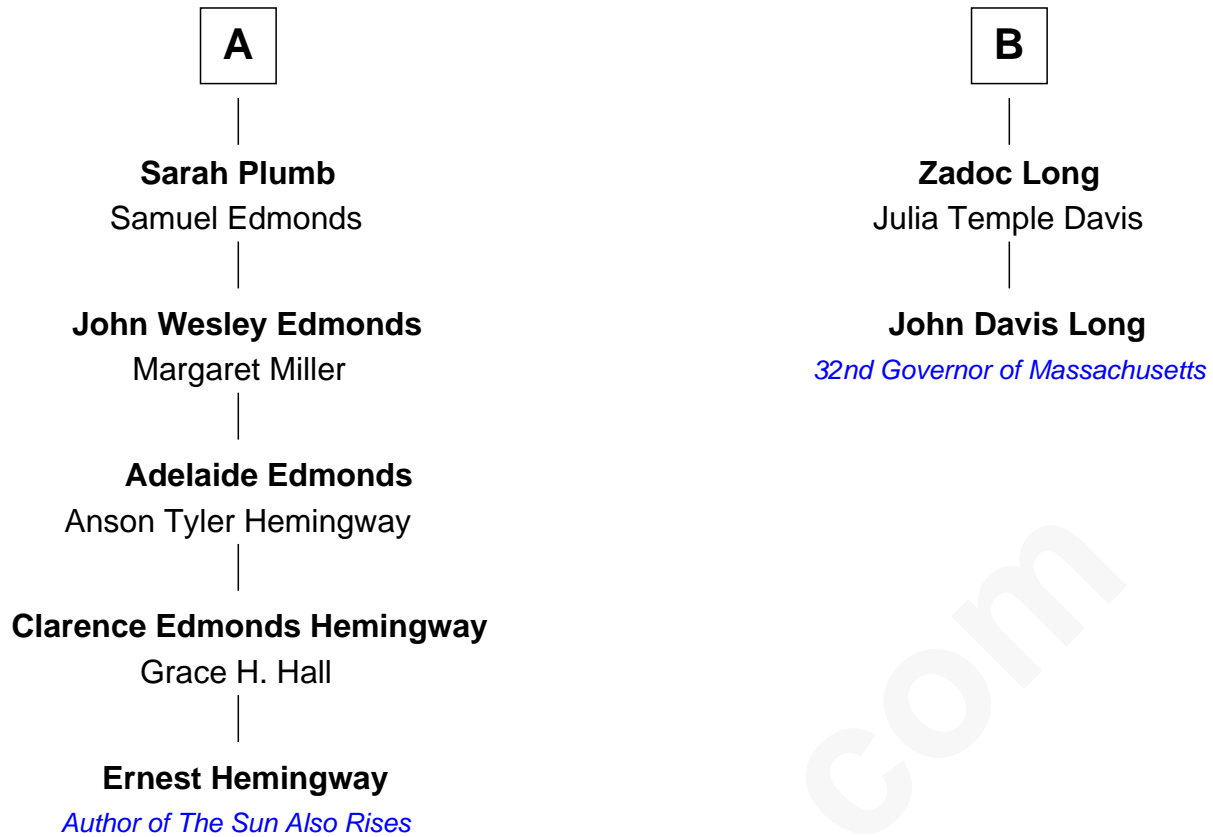 A
Sarah Plumb
Samuel Edmonds
John Wesley Edmonds
Margaret Miller
Adelaide Edmonds
Anson Tyler Hemingway
Clarence Edmonds Hemingway
Grace H. Hall
Ernest Hemingway
Author of The Sun Also Rises
B
Zadoc Long
Julia Temple Davis
John Davis Long
32nd Governor of Massachusetts
com